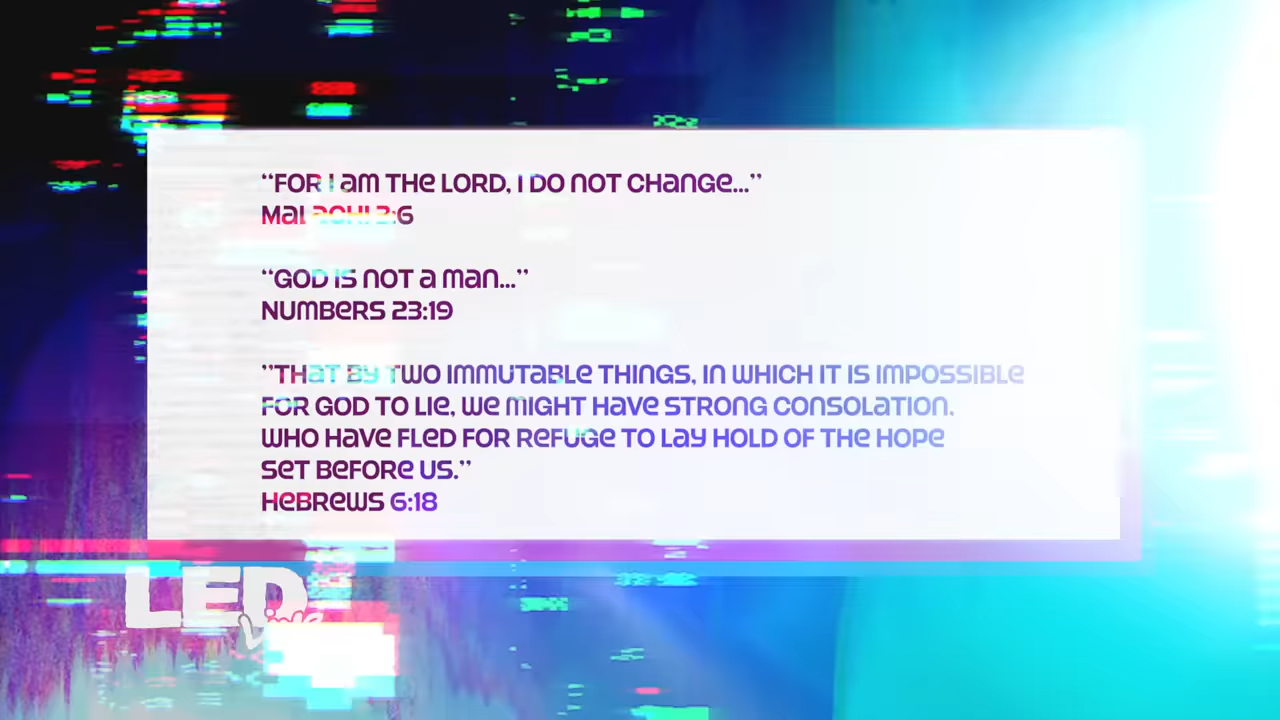 “FOR I am THE LORD, I DO NOT CHANGE...”
MALACHI 3:6
“GOD IS NOT a man...”
NUMBERS 23:19
”THAT BY TWO IMMUTABLE THINGS, IN WHICH IT IS IMPOSSIBLE
FOR GOD TO LIE, WE MIGHT HAVE STRONG CONSOLATION,
WHO HAVE FLED FOR REFUGE TO LAY HOLD OF THE HOPE
SET BEFORE US.”
HEBREWS 6:18
LED
Live